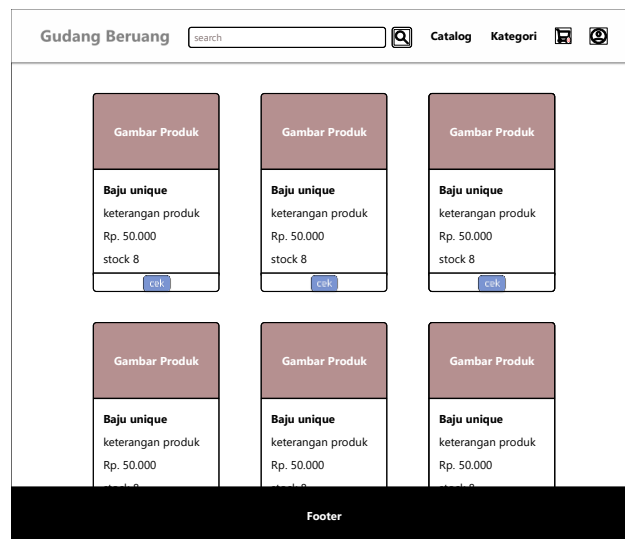 Gudang Beruang search Catalog Kategori
Gambar Produk Gambar Produk Gambar Produk
Baju unique Baju unique Baju unique
keterangan produk keterangan produk keterangan produk
Rp. 50.000 Rp. 50.000 Rp. 50.000
stock 8 stock 8 stock 8
cek cek cek
Gambar Produk Gambar Produk Gambar Produk
Baju unique Baju unique Baju unique
keterangan produk keterangan produk keterangan produk
Rp. 50.000 Rp. 50.000 Rp. 50.000
Footer